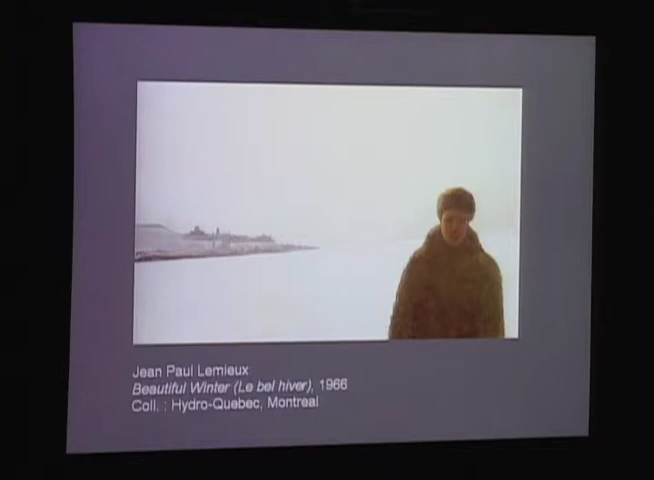 Jean Paul Lemieux
Beautiful Winter (Le bel hiver), 1966
Coll. : Hydro-Quebec, Montreal